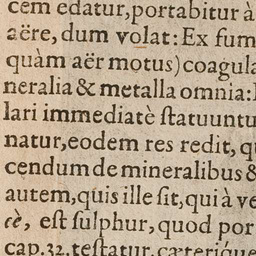 cem edatur, portabitur à
aëre, dum volat: Ex fum
quàm aër motus) coagula
neralia & metalla omnia:
lari immediatè ſtatuuntu
natur, eodem res redit, q
cendum de mineralibus &
autem, quis ille ſit, qui à ve
cè, eſt ſulphur, quod por
cap. 32. teſtatur, cæteriq́ue